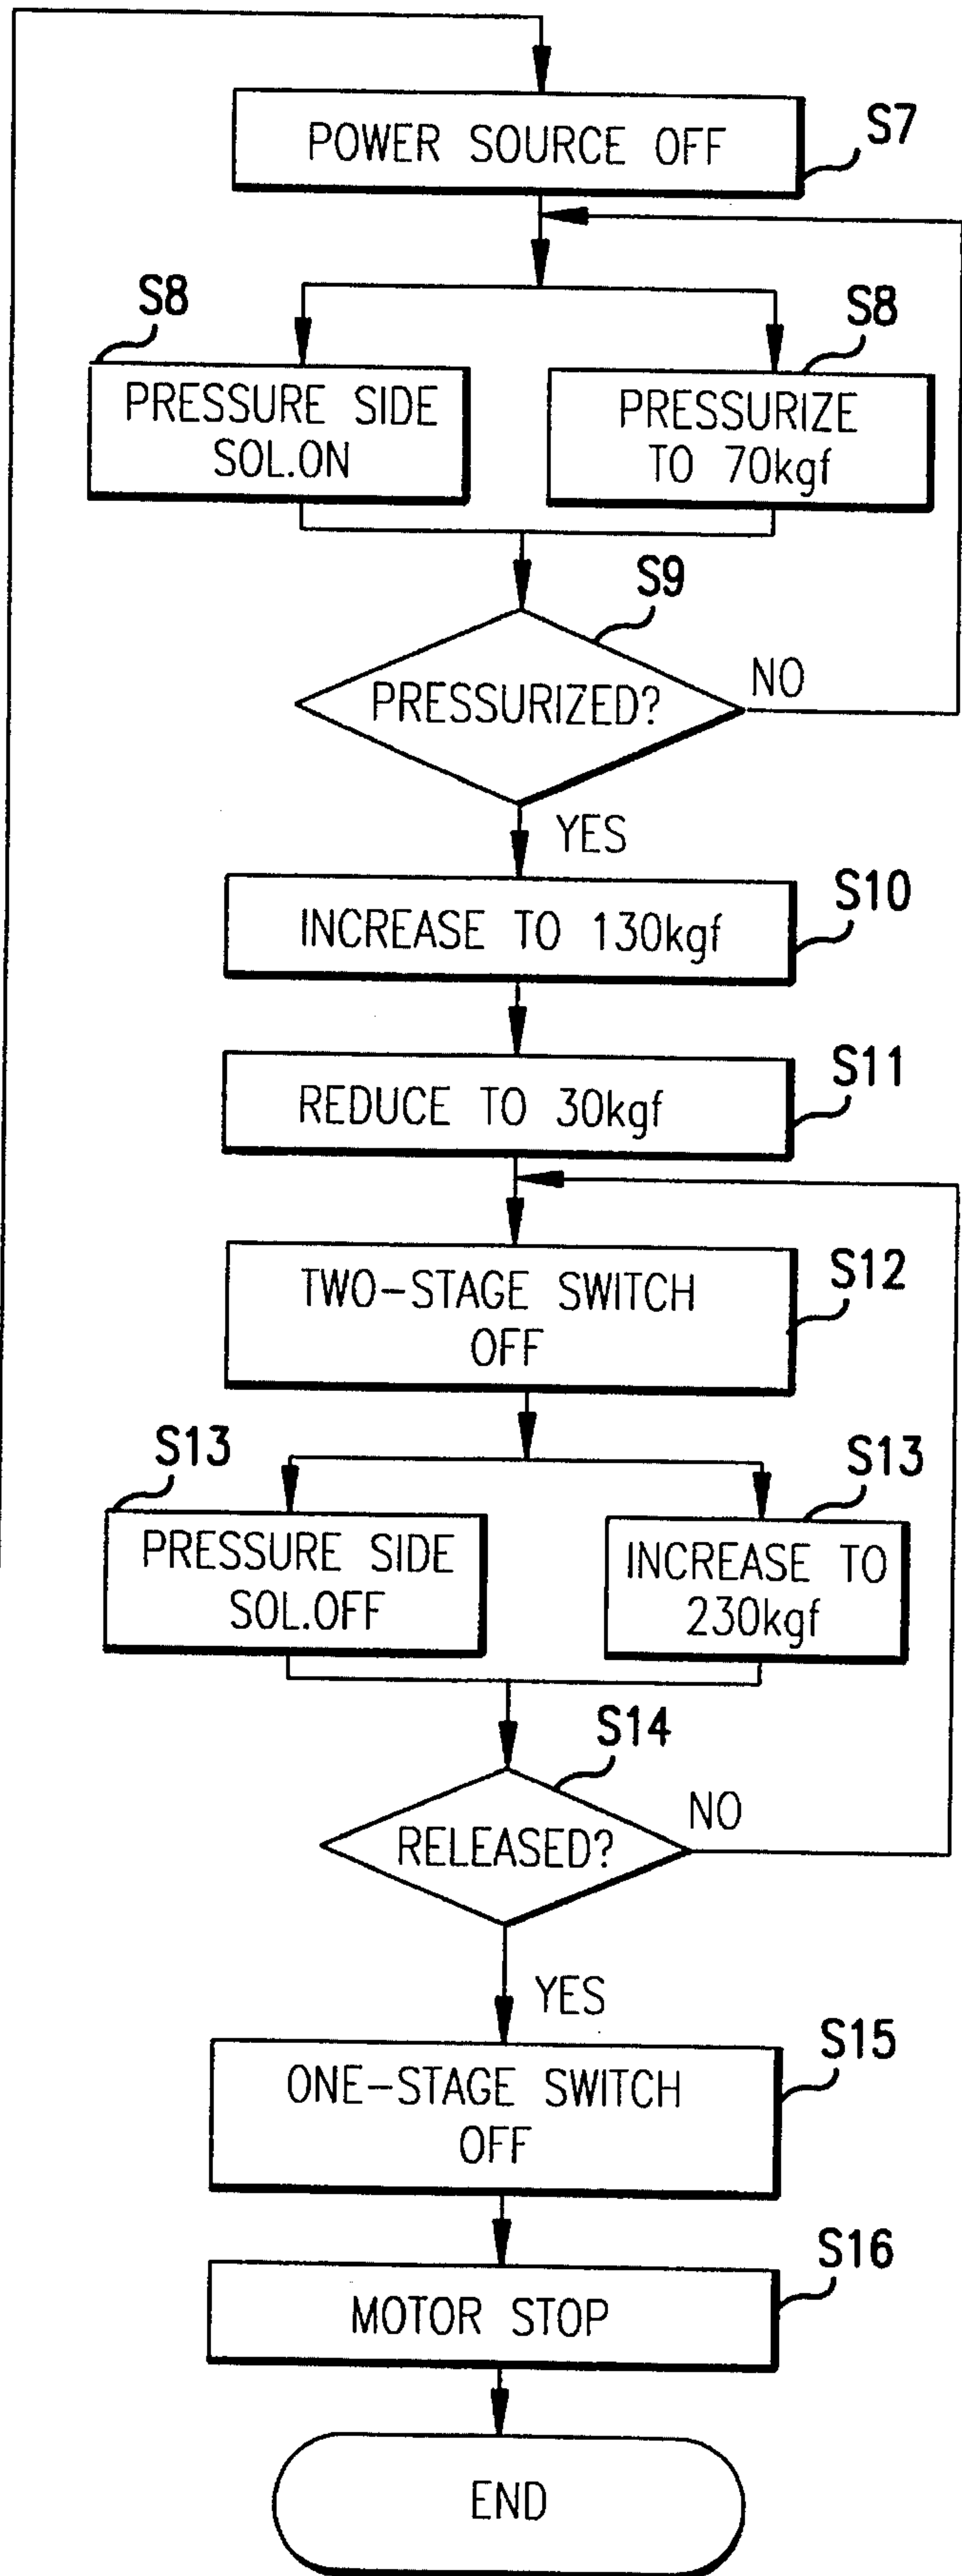 POWER SOURCE OFF
S7
S8
PRESSURE SIDE
SOL.ON
S8
PRESSURIZE
TO 70kgf
S9
PRESSURIZED?
NO
YES
S10
INCREASE TO 130kgf
S11
REDUCE TO 30kgf
S12
TWO-STAGE SWITCH
OFF
S13
PRESSURE SIDE
SOL.OFF
S13
INCREASE TO
230kgf
S14
RELEASED?
NO
YES
S15
ONE-STAGE SWITCH
OFF
S16
MOTOR STOP
END